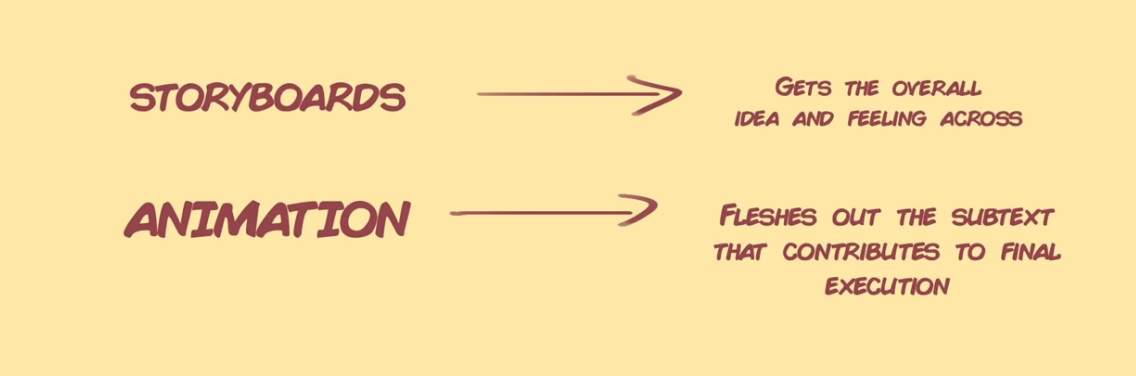 STORYBOARDS
GETS THE OVERALL
IDEA AND FEELING ACROSS
ANIMATION
FLESHES OUT THE SUBTEXT
THAT CONTRIBUTES TO FINAL
EXECUTION